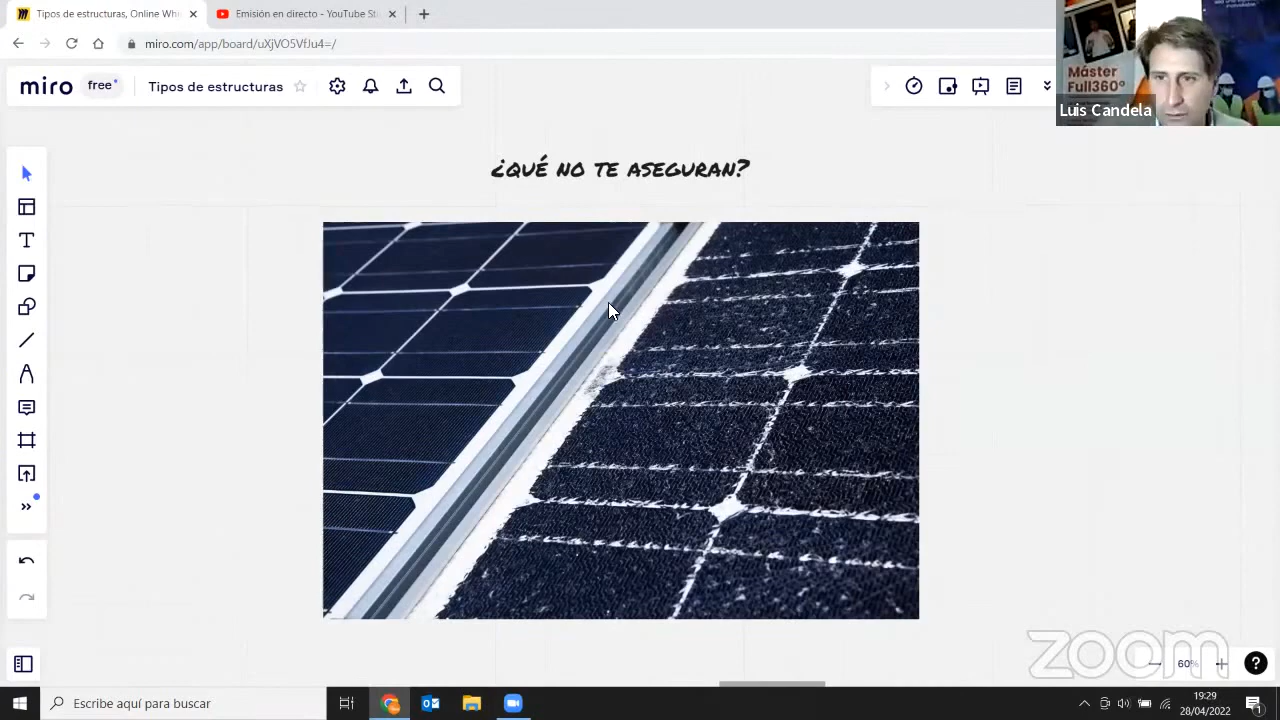 Tipos de estructuras, Online Wh
Emisión en directo - YouTube St
miro.com/app/board/uXjVO5VfJu4=/
miro
free
Tipos de estructuras
Máster
Full360º
Luis Candela
¿QUÉ NO TE ASEGURAN?
T
zoom
60%
?
Escribe aquí para buscar
19:29
28/04/2022
1